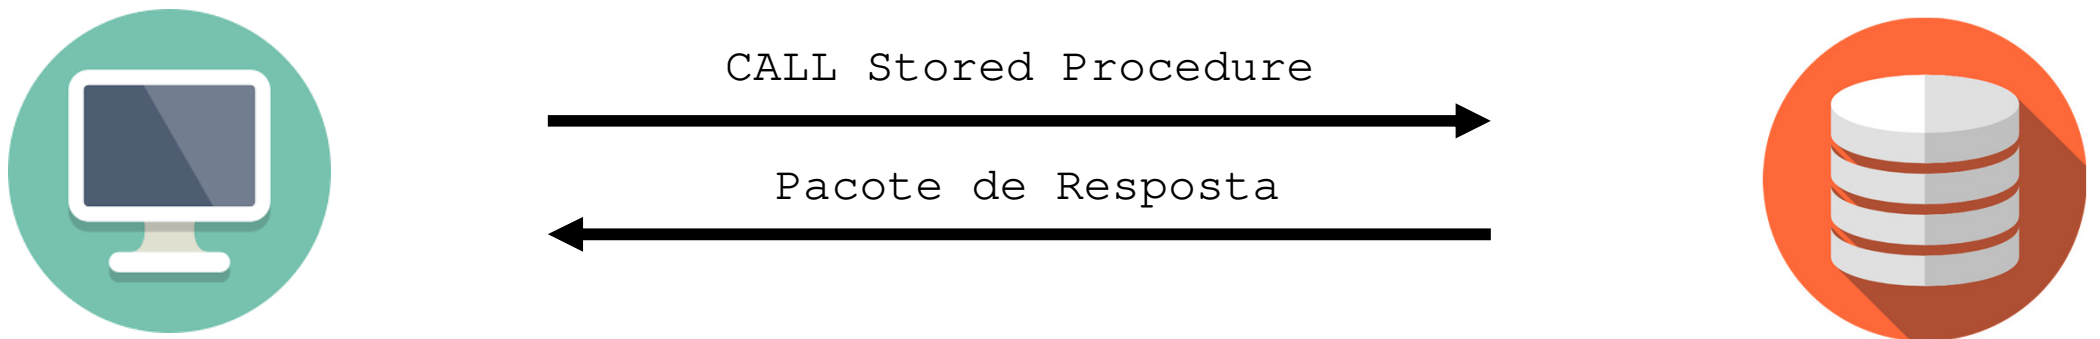 CALL Stored Procedure
Pacote de Resposta